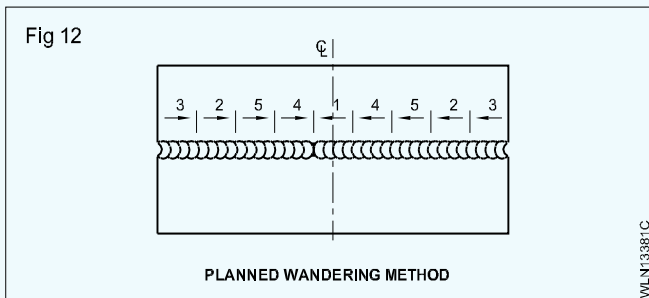 Fig 12
℄
3 2 5 4 1 4 5 2 3
PLANNED WANDERING METHOD
WLN13381C